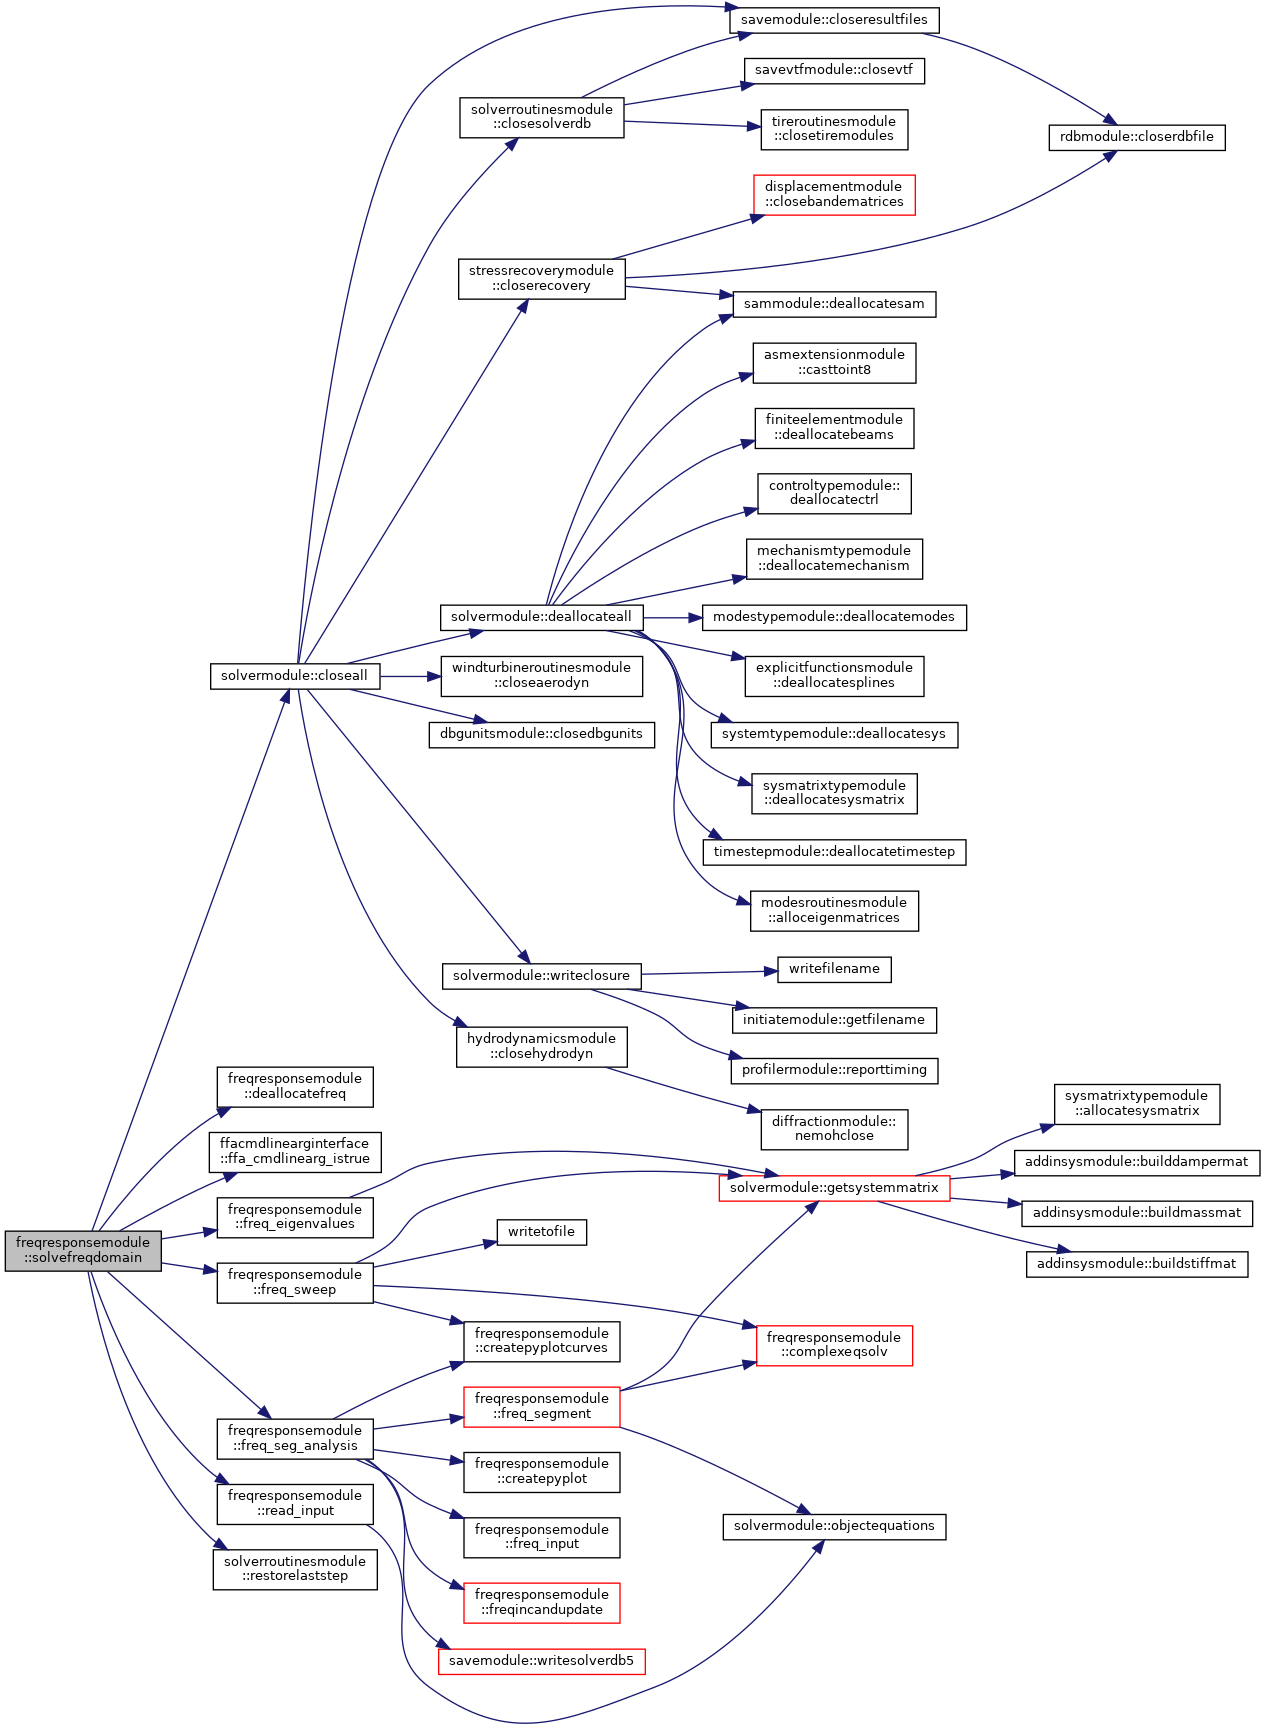 savemodule::closeresultfiles
savevtfmodule::closevtf
solverroutinesmodule
::closesolverdb
tireroutinesmodule
::closetiremodules
rdbmodule::closerdbfile
displacementmodule
::closebandematrices
stressrecoverymodule
::closerecovery
sammodule::deallocatesam
asmextensionmodule
::casttoint8
finiteelementmodule
::deallocatebeams
controltypemodule::
deallocatectrl
mechanismtypemodule
::deallocatemechanism
solvermodule::deallocateall
modestypemodule::deallocatemodes
solvermodule::closeall
windturbineroutinesmodule
::closeaerodyn
explicitfunctionsmodule
::deallocatesplines
dbgunitsmodule::closedbgunits
systemtypemodule::deallocatesys
sysmatrixtypemodule
::deallocatesysmatrix
timestepmodule::deallocatetimestep
modesroutinesmodule
::alloceigenmatrices
solvermodule::writeclosure
writefilename
initiatemodule::getfilename
hydrodynamicsmodule
::closehydrodyn
profilermodule::reporttiming
freqresponsemodule
::deallocatefreq
diffractionmodule::
nemohclose
sysmatrixtypemodule
::allocatesysmatrix
ffacmdlinearginterface
::ffa_cmdlinearg_istrue
addinsysmodule::builddampermat
solvermodule::getsystemmatrix
freqresponsemodule
::freq_eigenvalues
addinsysmodule::buildmassmat
writetofile
freqresponsemodule
::solvefreqdomain
addinsysmodule::buildstiffmat
freqresponsemodule
::freq_sweep
freqresponsemodule
::createpyplotcurves
freqresponsemodule
::complexeqsolv
freqresponsemodule
::freq_segment
freqresponsemodule
::freq_seg_analysis
freqresponsemodule
::createpyplot
freqresponsemodule
::read_input
freqresponsemodule
::freq_input
solvermodule::objectequations
solverroutinesmodule
::restorelaststep
freqresponsemodule
::freqincandupdate
savemodule::writesolverdb5